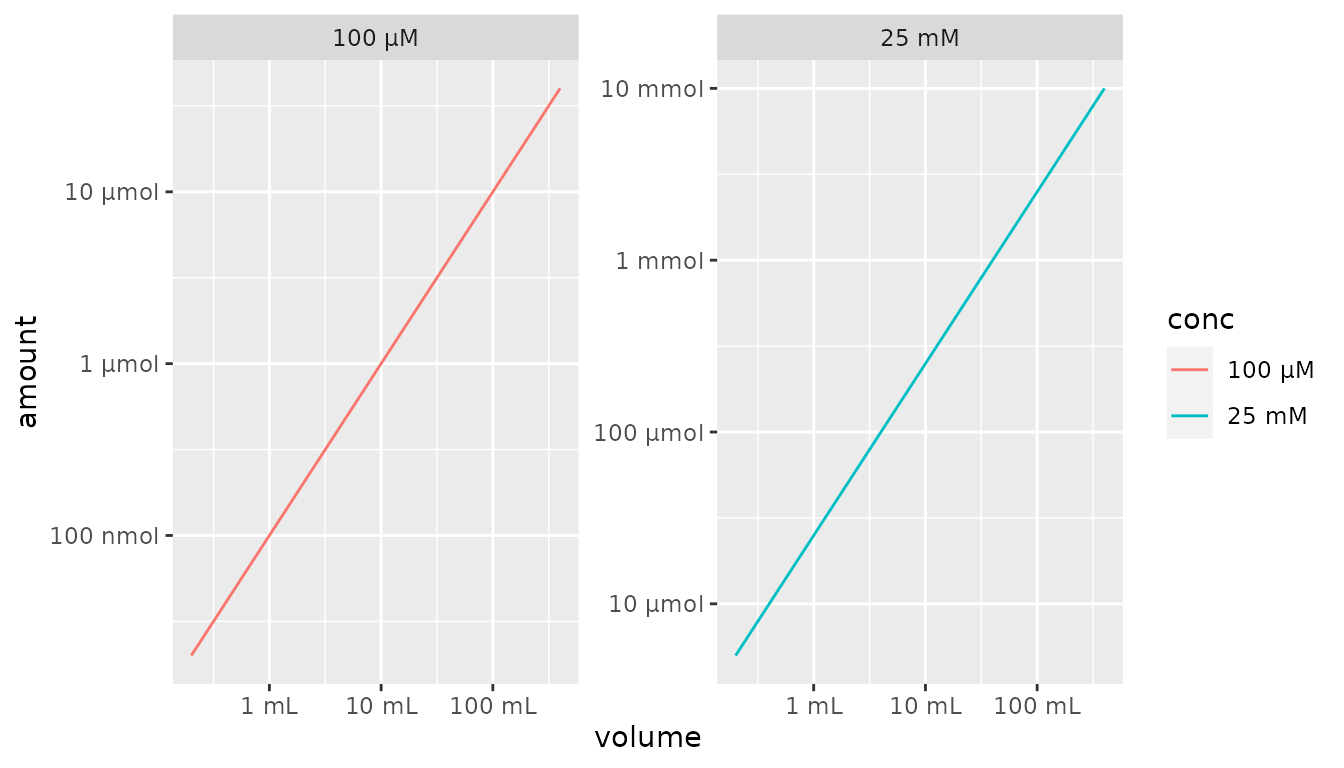 100 µM
25 mM
amount
10 µmol
1 µmol
100 nmol
10 mmol
1 mmol
100 µmol
10 µmol
1 mL
10 mL
100 mL
1 mL
10 mL
100 mL
volume
conc
100 µM
25 mM